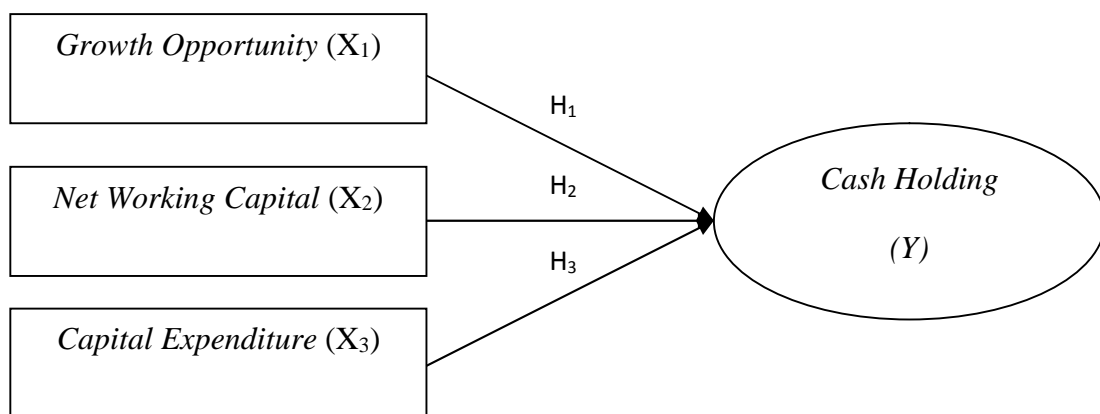 Growth Opportunity (X₁)
H₁
Net Working Capital (X₂)
H₂
Capital Expenditure (X₃)
H₃
Cash Holding
(Y)